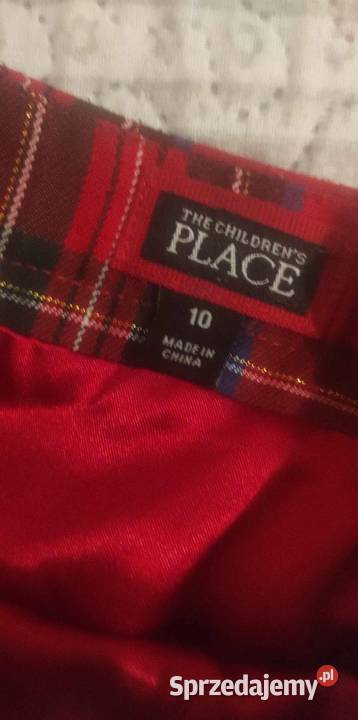 THE CHILDREN'S
PLACE
10
MADE IN
CHINA
Sprzedajemy.pl